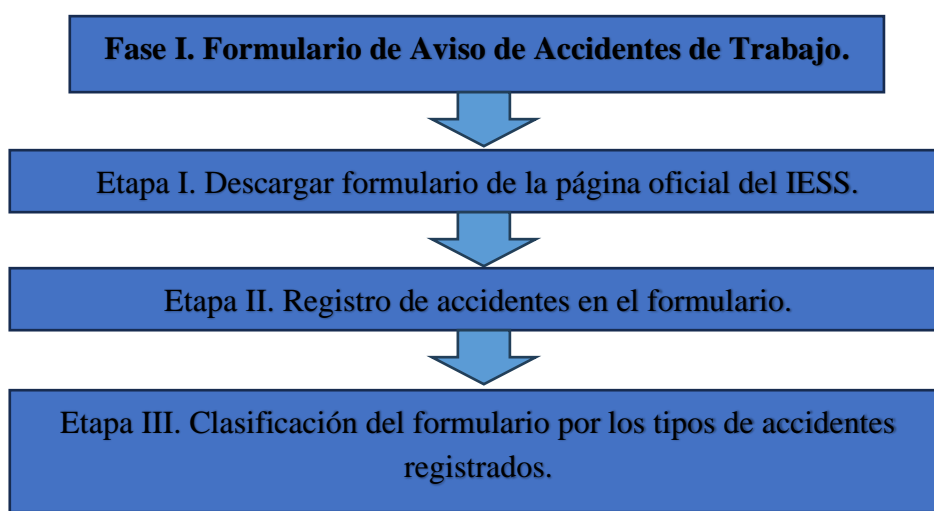 Fase I. Formulario de Aviso de Accidentes de Trabajo.
Etapa I. Descargar formulario de la página oficial del IESS.
Etapa II. Registro de accidentes en el formulario.
Etapa III. Clasificación del formulario por los tipos de accidentes
registrados.